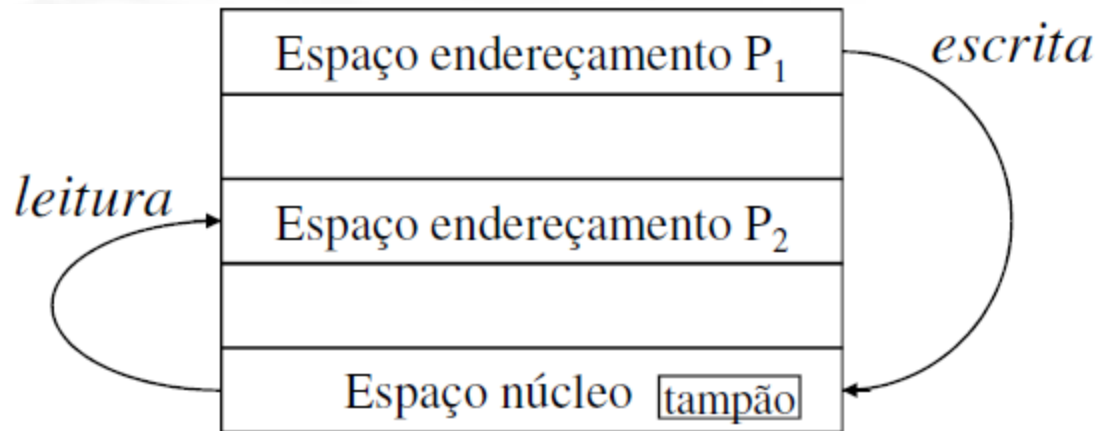 Espaço endereçamento P₁
escrita
leitura
Espaço endereçamento P₂
Espaço núcleo tampão